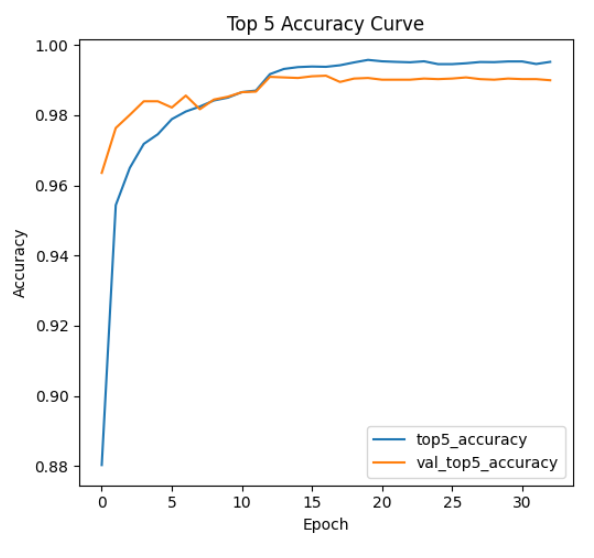 Top 5 Accuracy Curve
1.00
0.98
0.96
0.94
0.92
0.90
0.88
Accuracy
0 5 10 15 20 25 30
Epoch
top5_accuracy
val_top5_accuracy